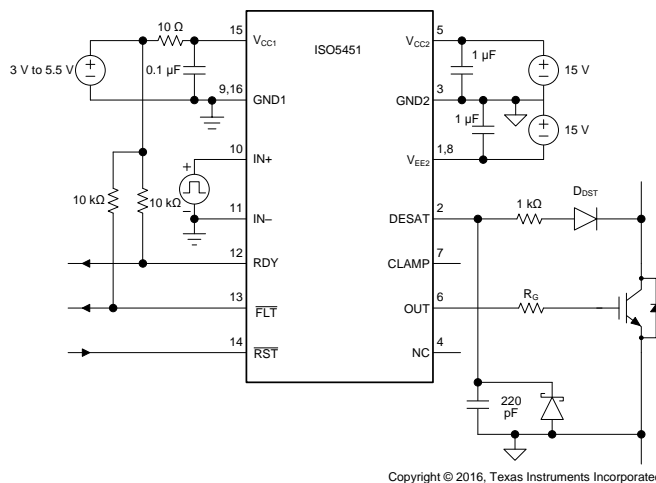 10 Ω
15
VCC1
ISO5451
VCC2
5
3 V to 5.5 V
0.1 µF
1 µF
15 V
9,16
GND1
GND2
3
1 µF
15 V
10
IN+
VEE2
1,8
10 kΩ
10 kΩ
11
IN–
DESAT
2
1 kΩ
DDST
12
RDY
CLAMP
7
13
FLT
OUT
6
RG
14
RST
NC
4
220
pF
Copyright © 2016, Texas Instruments Incorporated